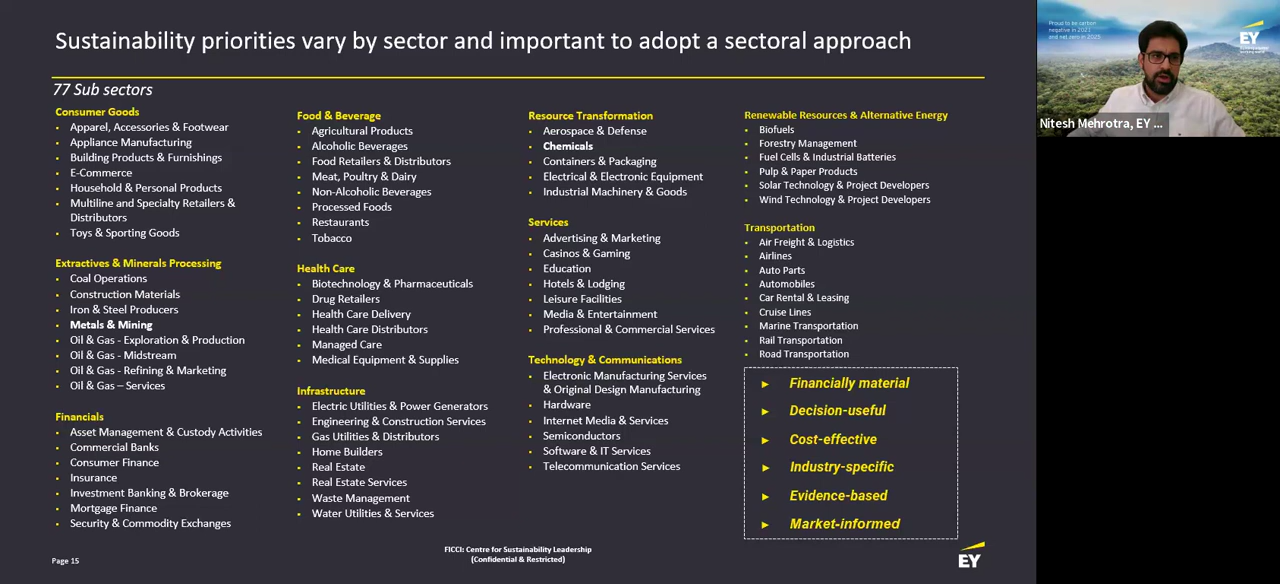 Sustainability priorities vary by sector and important to adopt a sectoral approach
77 Sub sectors
Consumer Goods
Apparel, Accessories & Footwear
Appliance Manufacturing
Building Products & Furnishings
E-Commerce
Household & Personal Products
Multiline and Specialty Retailers &
Distributors
Toys & Sporting Goods
Extractives & Minerals Processing
Coal Operations
Construction Materials
Iron & Steel Producers
Metals & Mining
Oil & Gas - Exploration & Production
Oil & Gas - Midstream
Oil & Gas - Refining & Marketing
Oil & Gas – Services
Financials
Asset Management & Custody Activities
Commercial Banks
Consumer Finance
Insurance
Investment Banking & Brokerage
Mortgage Finance
Security & Commodity Exchanges
Food & Beverage
Agricultural Products
Alcoholic Beverages
Food Retailers & Distributors
Meat, Poultry & Dairy
Non-Alcoholic Beverages
Processed Foods
Restaurants
Tobacco
Health Care
Biotechnology & Pharmaceuticals
Drug Retailers
Health Care Delivery
Health Care Distributors
Managed Care
Medical Equipment & Supplies
Infrastructure
Electric Utilities & Power Generators
Engineering & Construction Services
Gas Utilities & Distributors
Home Builders
Real Estate
Real Estate Services
Waste Management
Water Utilities & Services
Resource Transformation
Aerospace & Defense
Chemicals
Containers & Packaging
Electrical & Electronic Equipment
Industrial Machinery & Goods
Services
Advertising & Marketing
Casinos & Gaming
Education
Hotels & Lodging
Leisure Facilities
Media & Entertainment
Professional & Commercial Services
Technology & Communications
Electronic Manufacturing Services
& Original Design Manufacturing
Hardware
Internet Media & Services
Semiconductors
Software & IT Services
Telecommunication Services
Renewable Resources & Alternative Energy
Biofuels
Forestry Management
Fuel Cells & Industrial Batteries
Pulp & Paper Products
Solar Technology & Project Developers
Wind Technology & Project Developers
Transportation
Air Freight & Logistics
Airlines
Auto Parts
Automobiles
Car Rental & Leasing
Cruise Lines
Marine Transportation
Rail Transportation
Road Transportation
Financially material
Decision-useful
Cost-effective
Industry-specific
Evidence-based
Market-informed
Page 15
FICCI: Centre for Sustainability Leadership
(Confidential & Restricted)
EY
Proud to be carbon
negative in 2021
and net zero in 2025
EY
Nitesh Mehrotra, EY ...